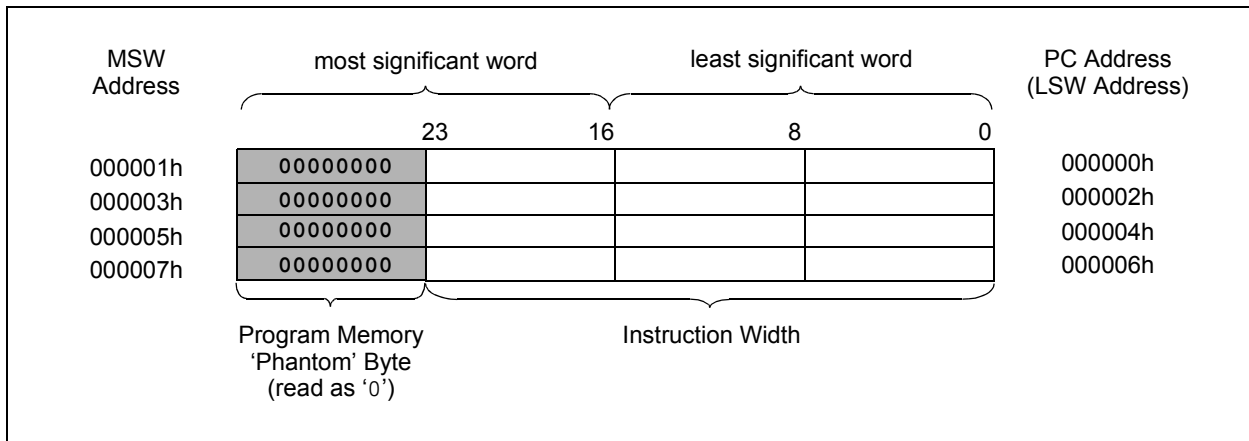 MSW
Address
most significant word
least significant word
PC Address
(LSW Address)
23 16 8 0
000001h 00000000 000000h
000003h 00000000 000002h
000005h 00000000 000004h
000007h 00000000 000006h
Program Memory
‘Phantom’ Byte
(read as ‘0’)
Instruction Width